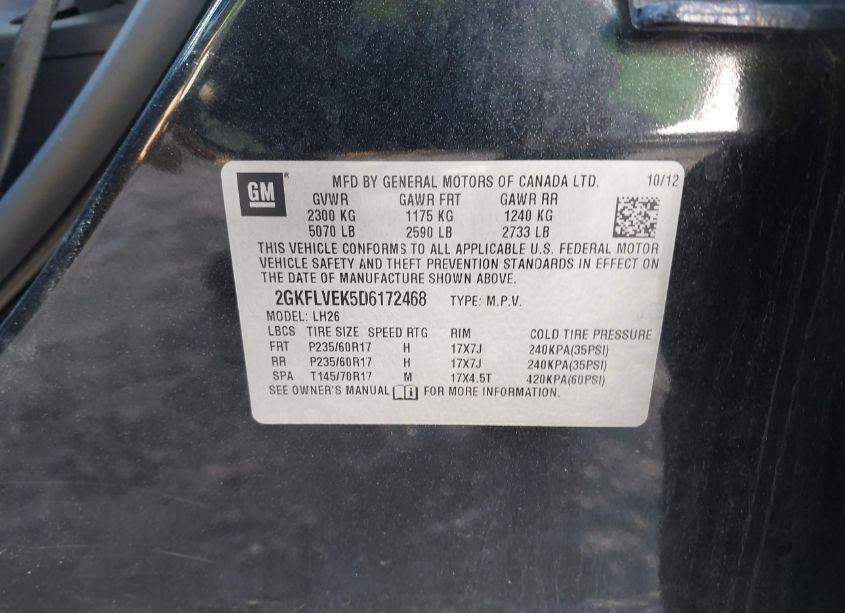 GM
MFD BY GENERAL MOTORS OF CANADA LTD. 10/12
GVWR GAWR FRT GAWR RR
2300 KG 1175 KG 1240 KG
5070 LB 2590 LB 2733 LB
THIS VEHICLE CONFORMS TO ALL APPLICABLE U.S. FEDERAL MOTOR
VEHICLE SAFETY AND THEFT PREVENTION STANDARDS IN EFFECT ON
THE DATE OF MANUFACTURE SHOWN ABOVE.
2GKFLVEK5D6172468 TYPE: M.P.V.
MODEL: LH26
LBCS TIRE SIZE SPEED RTG RIM COLD TIRE PRESSURE
FRT P235/60R17 H 17X7J 240KPA(35PSI)
RR P235/60R17 H 17X7J 240KPA(35PSI)
SPA T145/70R17 M 17X4.5T 420KPA(60PSI)
SEE OWNER'S MANUAL i FOR MORE INFORMATION.